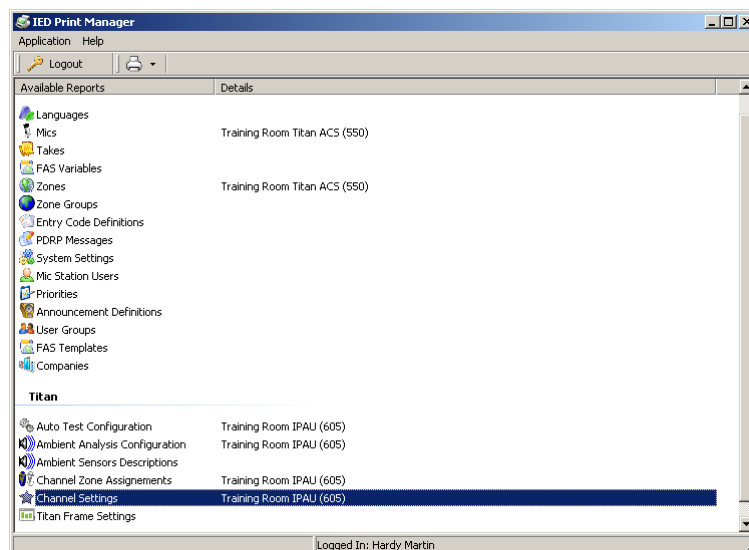 IED Print Manager
Application Help
Logout
Available Reports Details
Languages
Mics Training Room Titan ACS (550)
Takes
FAS Variables
Zones Training Room Titan ACS (550)
Zone Groups
Entry Code Definitions
PDRP Messages
System Settings
Mic Station Users
Priorities
Announcement Definitions
User Groups
FAS Templates
Companies
Titan
Auto Test Configuration Training Room IPAU (605)
Ambient Analysis Configuration Training Room IPAU (605)
Ambient Sensors Descriptions
Channel Zone Assignements Training Room IPAU (605)
Channel Settings Training Room IPAU (605)
Titan Frame Settings
Logged In: Hardy Martin